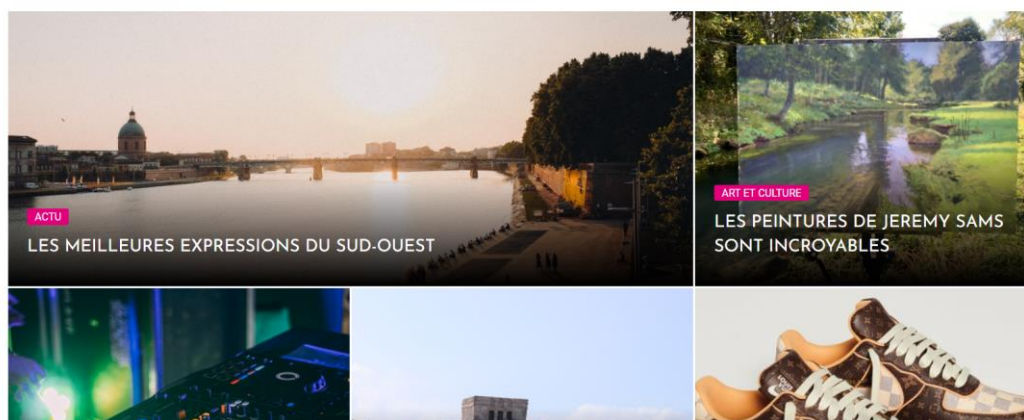 ACTU
LES MEILLEURES EXPRESSIONS DU SUD-OUEST
ART ET CULTURE
LES PEINTURES DE JEREMY SAMS
SONT INCROYABLES